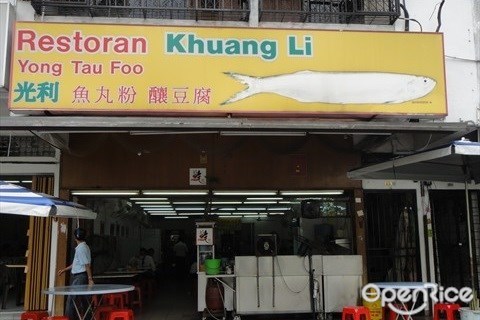 Restoran Khuang Li
Yong Tau Foo
光利 魚丸粉 釀豆腐
OpenRice